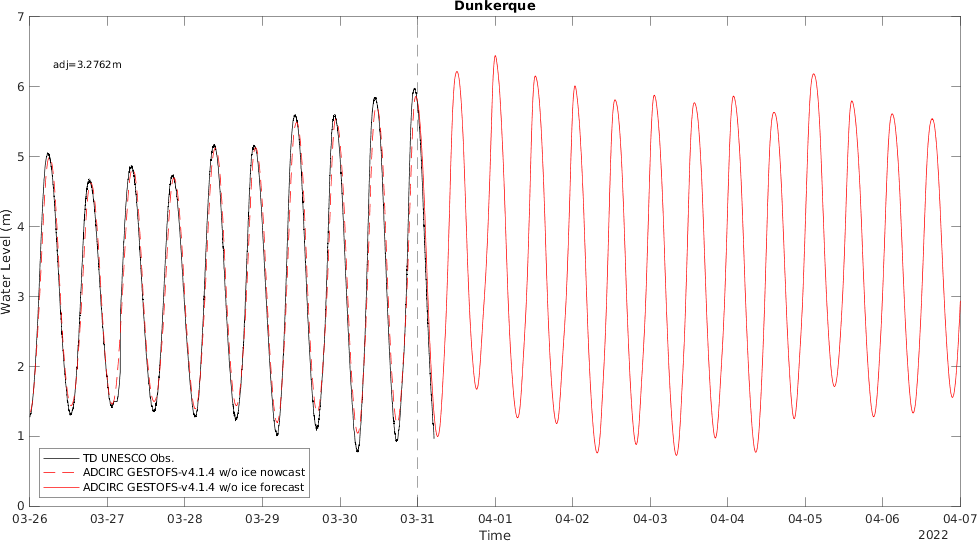 Dunkerque
7
6
5
4
3
2
1
0
Water Level (m)
adj=3.2762m
TD UNESCO Obs.
ADCIRC GESTOFS-v4.1.4 w/o ice nowcast
ADCIRC GESTOFS-v4.1.4 w/o ice forecast
03-26 03-27 03-28 03-29 03-30 03-31 04-01 04-02 04-03 04-04 04-05 04-06 04-07
Time
2022